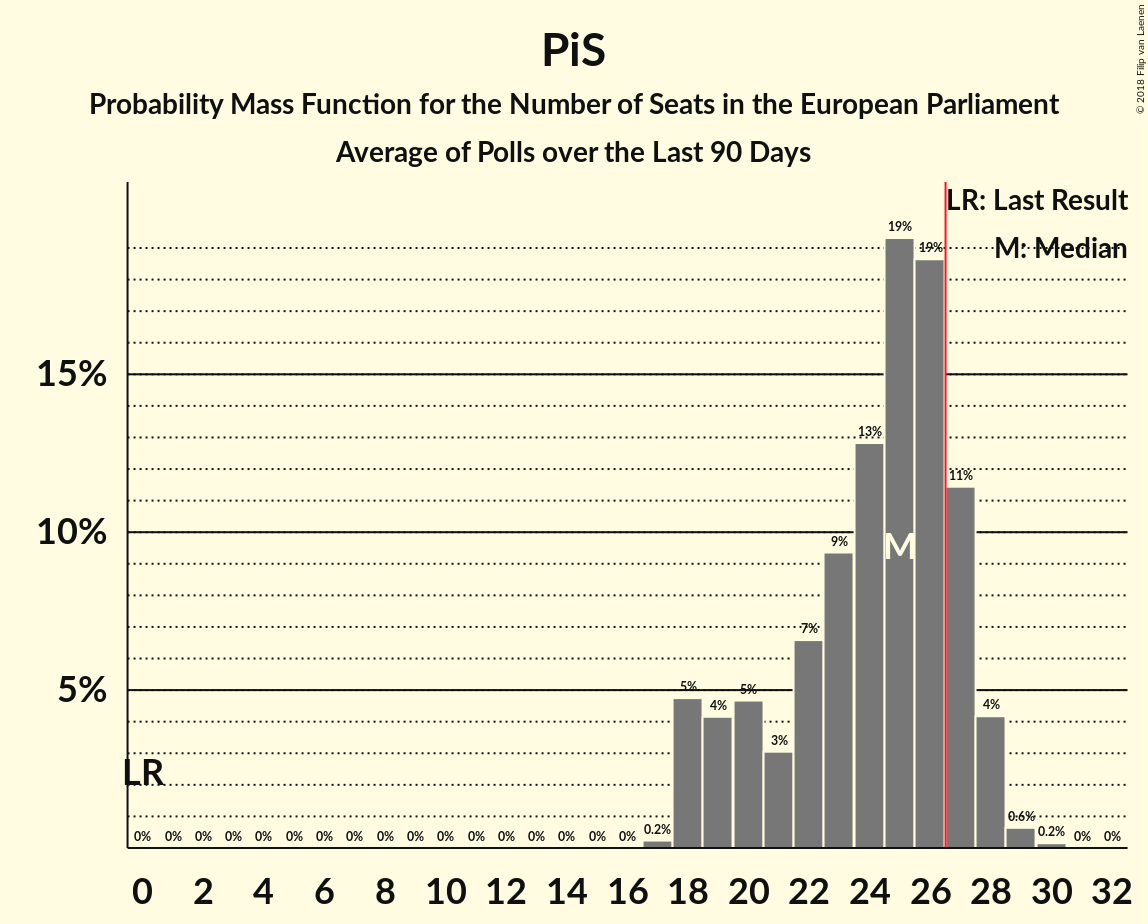 PiS
Probability Mass Function for the Number of Seats in the European Parliament
Average of Polls over the Last 90 Days
© 2018 Filip van Laenen
LR: Last Result
M: Median
15%
10%
5%
LR
M
0% 0% 0% 0% 0% 0% 0% 0% 0% 0% 0% 0% 0% 0% 0% 0% 0% 0.2% 5% 4% 5% 3% 7% 9% 13% 19% 19% 11% 4% 0.6% 0.2% 0% 0%
0 2 4 6 8 10 12 14 16 18 20 22 24 26 28 30 32